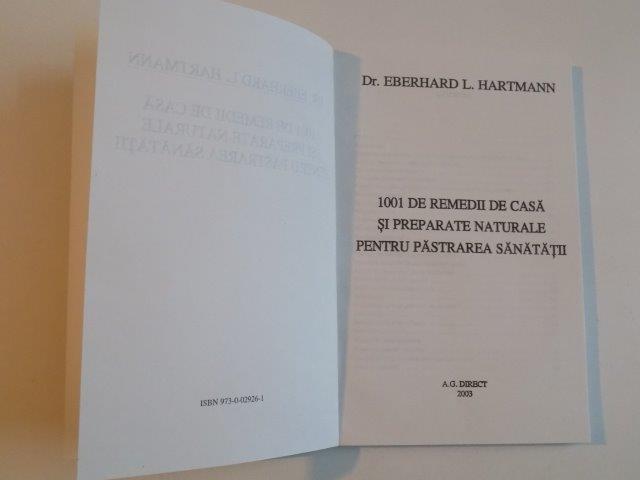 ISBN 973-0-02926-1
Dr. EBERHARD L. HARTMANN
1001 DE REMEDII DE CASĂ
ŞI PREPARATE NATURALE
PENTRU PĂSTRAREA SĂNĂTĂŢII
A.G. DIRECT
2003